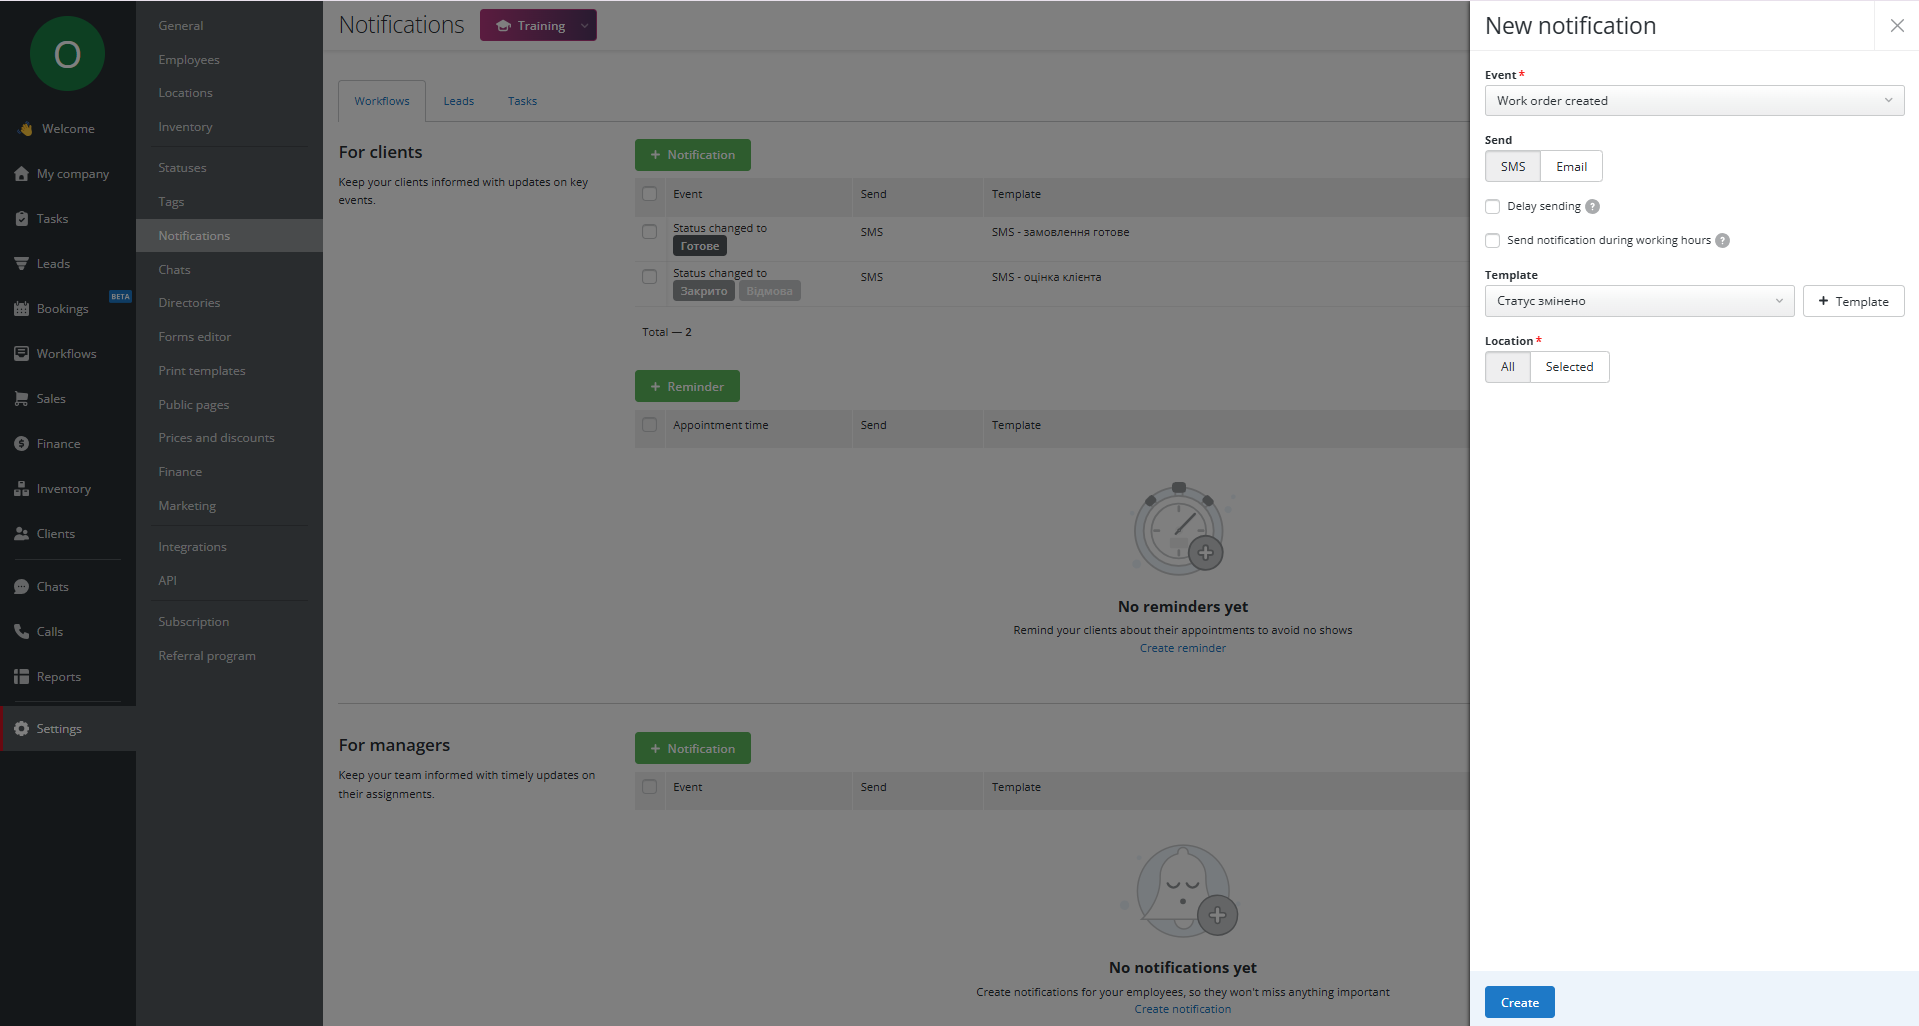 O
Welcome
My company
Tasks
Leads
BETA
Bookings
Workflows
Sales
Finance
Inventory
Clients
Chats
Calls
Reports
Settings
General
Employees
Locations
Inventory
Statuses
Tags
Notifications
Chats
Directories
Forms editor
Print templates
Public pages
Prices and discounts
Finance
Marketing
Integrations
API
Subscription
Referral program
Notifications
Training
Workflows Leads Tasks
For clients
Keep your clients informed with updates on key
events.
+ Notification
Event Send Template
Status changed to
Готове
SMS SMS - замовлення готове
Status changed to
Закрито Відмова
SMS SMS - оцінка клієнта
Total — 2
+ Reminder
Appointment time Send Template
No reminders yet
Remind your clients about their appointments to avoid no shows
Create reminder
For managers
Keep your team informed with timely updates on
their assignments.
+ Notification
Event Send Template
No notifications yet
Create notifications for your employees, so they won't miss anything important
Create notification
New notification
Event *
Work order created
Send
SMS Email
Delay sending ?
Send notification during working hours ?
Template
Статус змінено + Template
Location *
All Selected
Create